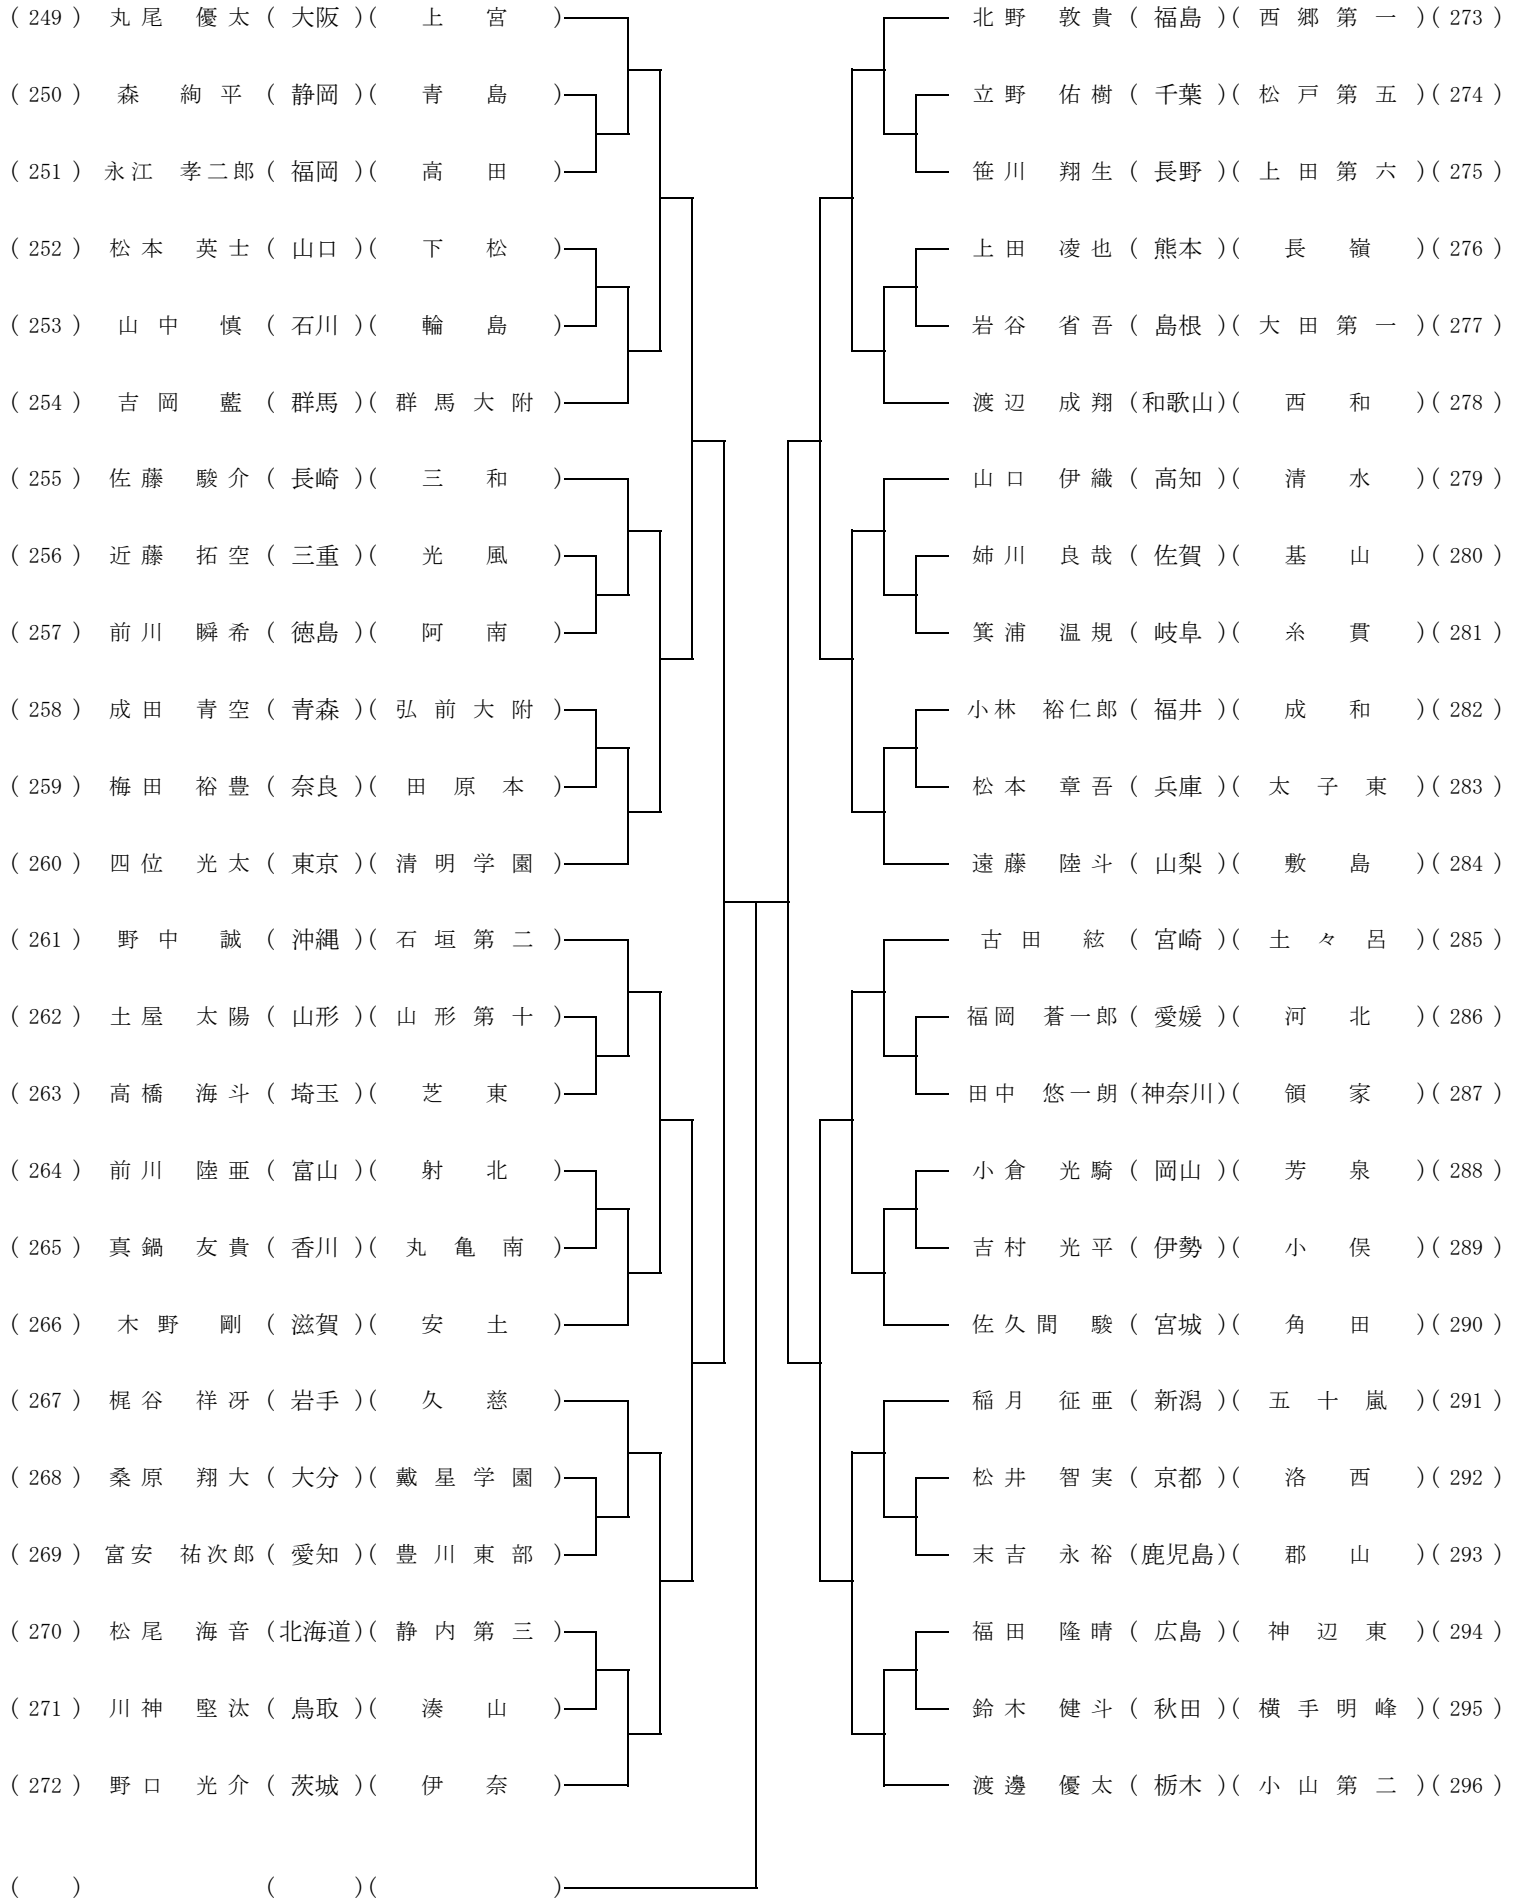 (249) 丸尾 優太 (大阪)(上宮)
(250) 森 絢平 (静岡)(青島)
(251) 永江 孝二郎 (福岡)(高田)
(252) 松本 英士 (山口)(下松)
(253) 山中 慎 (石川)(輪島)
(254) 吉岡 藍 (群馬)(群馬大附)
(255) 佐藤 駿介 (長崎)(三和)
(256) 近藤 拓空 (三重)(光風)
(257) 前川 瞬希 (徳島)(阿南)
(258) 成田 青空 (青森)(弘前大附)
(259) 梅田 裕豊 (奈良)(田原本)
(260) 四位 光太 (東京)(清明学園)
(261) 野中 誠 (沖縄)(石垣第二)
(262) 土屋 太陽 (山形)(山形第十)
(263) 高橋 海斗 (埼玉)(芝東)
(264) 前川 陸亜 (富山)(射北)
(265) 真鍋 友貴 (香川)(丸亀南)
(266) 木野 剛 (滋賀)(安土)
(267) 梶谷 祥冴 (岩手)(久慈)
(268) 桑原 翔大 (大分)(戴星学園)
(269) 富安 祐次郎 (愛知)(豊川東部)
(270) 松尾 海音 (北海道)(静内第三)
(271) 川神 堅汰 (鳥取)(湊山)
(272) 野口 光介 (茨城)(伊奈)
( ) ( )( )
北野 敦貴 (福島)(西郷第一)(273)
立野 佑樹 (千葉)(松戸第五)(274)
笹川 翔生 (長野)(上田第六)(275)
上田 凌也 (熊本)(長嶺)(276)
岩谷 省吾 (島根)(大田第一)(277)
渡辺 成翔 (和歌山)(西和)(278)
山口 伊織 (高知)(清水)(279)
姉川 良哉 (佐賀)(基山)(280)
箕浦 温規 (岐阜)(糸貫)(281)
小林 裕仁郎 (福井)(成和)(282)
松本 章吾 (兵庫)(太子東)(283)
遠藤 陸斗 (山梨)(敷島)(284)
古田 絃 (宮崎)(土々呂)(285)
福岡 蒼一郎 (愛媛)(河北)(286)
田中 悠一朗 (神奈川)(領家)(287)
小倉 光騎 (岡山)(芳泉)(288)
吉村 光平 (伊勢)(小俣)(289)
佐久間 駿 (宮城)(角田)(290)
稲月 征亜 (新潟)(五十嵐)(291)
松井 智実 (京都)(洛西)(292)
末吉 永裕 (鹿児島)(郡山)(293)
福田 隆晴 (広島)(神辺東)(294)
鈴木 健斗 (秋田)(横手明峰)(295)
渡邊 優太 (栃木)(小山第二)(296)